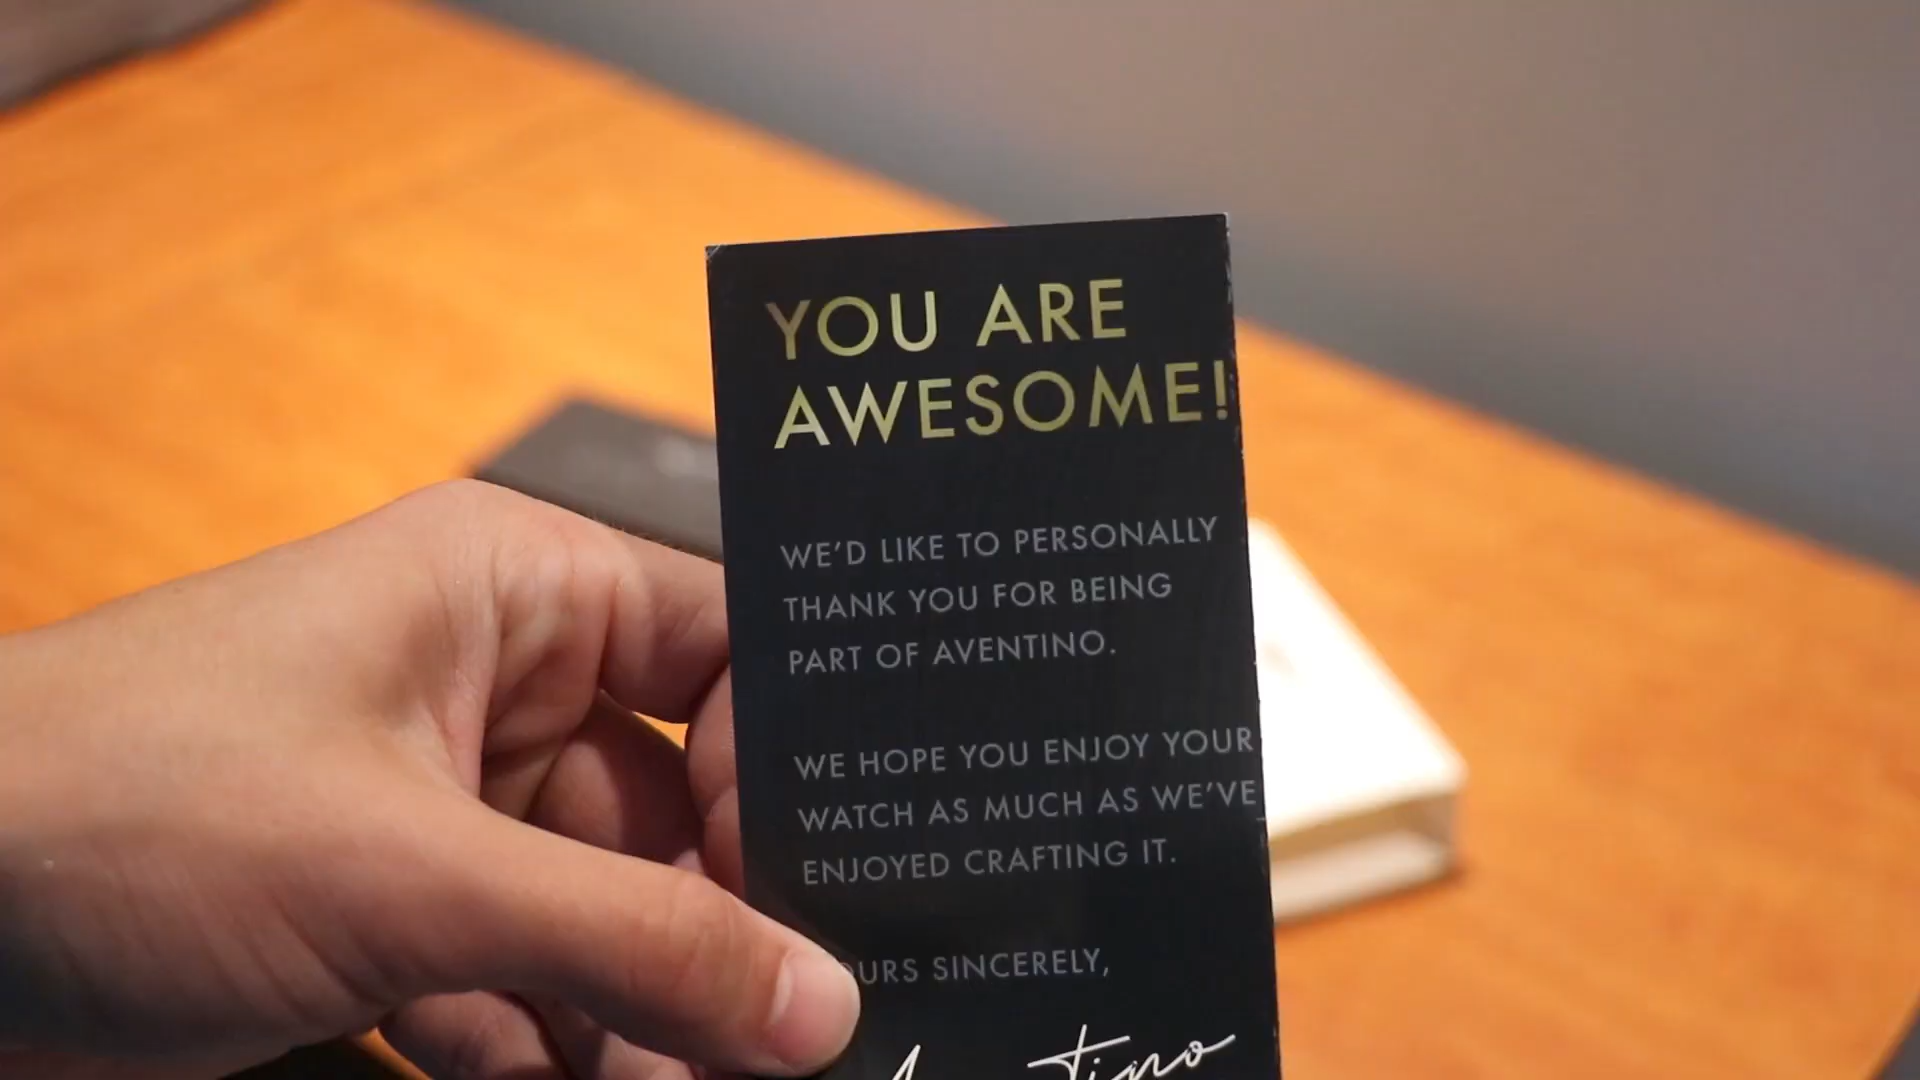 YOU ARE
AWESOME!
WE'D LIKE TO PERSONALLY
THANK YOU FOR BEING
PART OF AVENTINO.
WE HOPE YOU ENJOY YOUR
WATCH AS MUCH AS WE'VE
ENJOYED CRAFTING IT.
OURS SINCERELY,